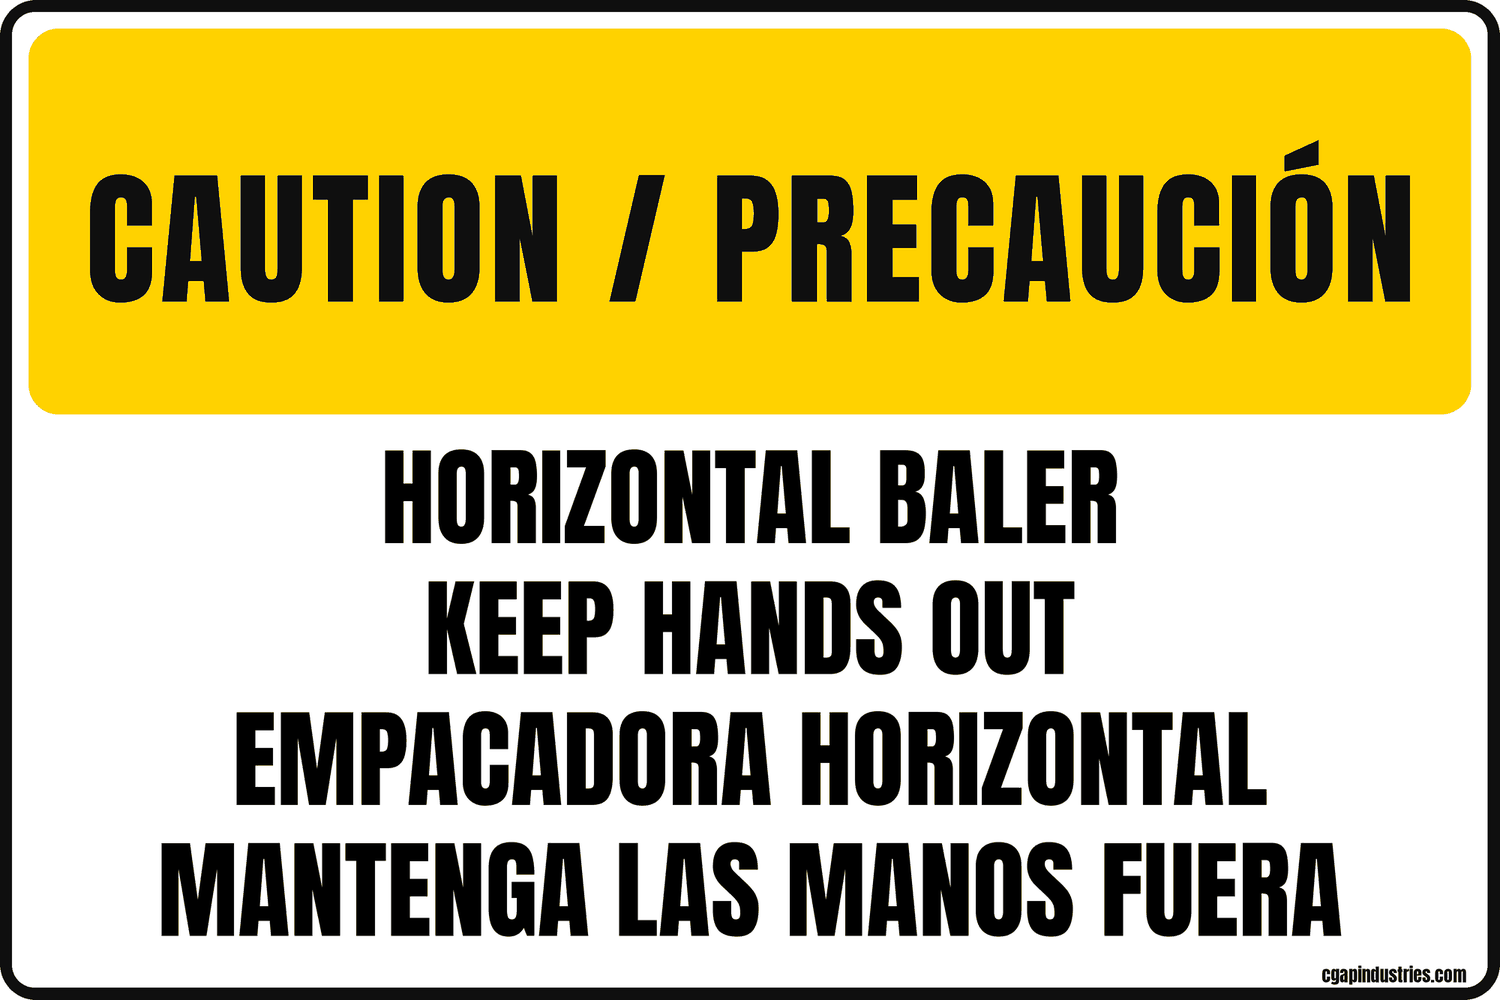 CAUTION / PRECAUCIÓN
HORIZONTAL BALER
KEEP HANDS OUT
EMPACADORA HORIZONTAL
MANTENGA LAS MANOS FUERA
cgapindustries.com